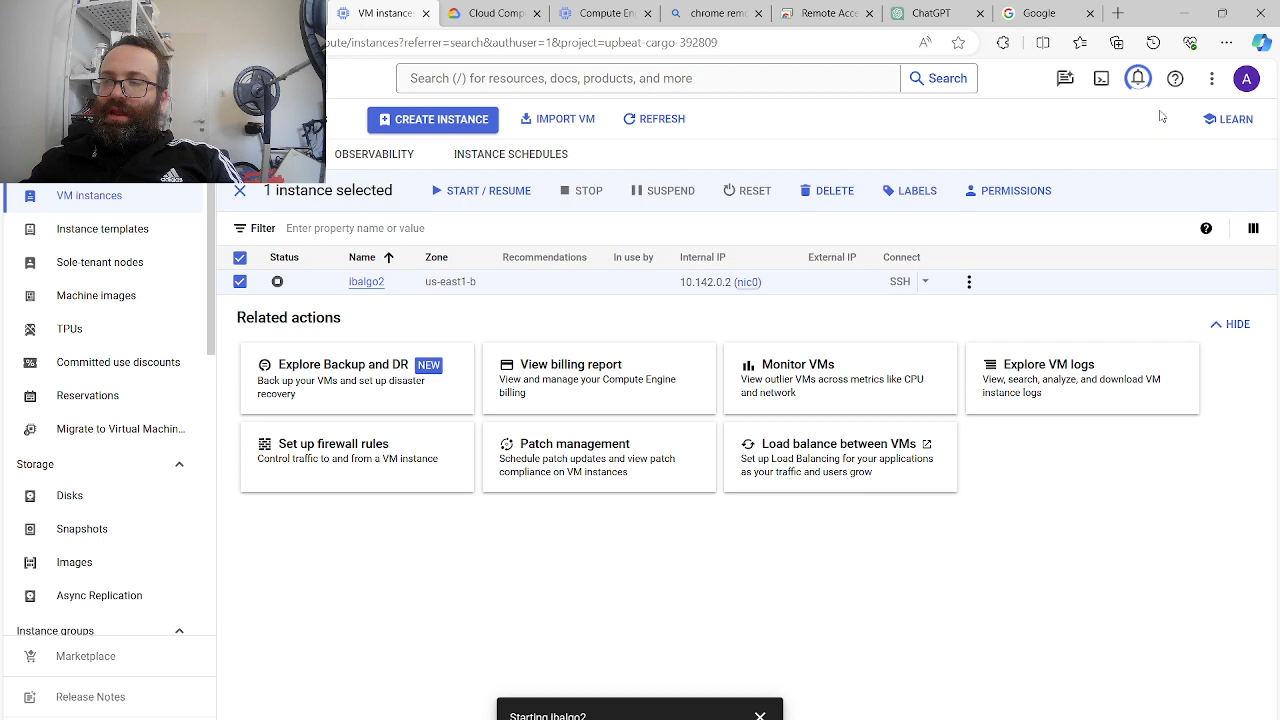 VM instance:
Cloud Comp
Compute En
chrome rem
Remote Acce
ChatGPT
Google
oute/instances?referrer=search&authuser=1&project=upbeat-cargo-392809
Search (/) for resources, docs, products, and more
Search
A
CREATE INSTANCE
IMPORT VM
REFRESH
LEARN
OBSERVABILITY
INSTANCE SCHEDULES
adidas
1 instance selected
START / RESUME
STOP
SUSPEND
RESET
DELETE
LABELS
PERMISSIONS
VM instances
Instance templates
Sole-tenant nodes
Machine images
TPUs
Committed use discounts
Reservations
Migrate to Virtual Machin...
Storage
Disks
Snapshots
Images
Async Replication
Instance groups
Marketplace
Release Notes
Filter
Enter property name or value
Status
Name
Zone
Recommendations
In use by
Internal IP
External IP
Connect
ibalgo2
us-east1-b
10.142.0.2 (nic0)
SSH
Related actions
HIDE
Explore Backup and DR
NEW
Back up your VMs and set up disaster
recovery
View billing report
View and manage your Compute Engine
billing
Monitor VMs
View outlier VMs across metrics like CPU
and network
Explore VM logs
View, search, analyze, and download VM
instance logs
Set up firewall rules
Control traffic to and from a VM instance
Patch management
Schedule patch updates and view patch
compliance on VM instances
Load balance between VMs
Set up Load Balancing for your applications
as your traffic and users grow
Starting ibalgo2